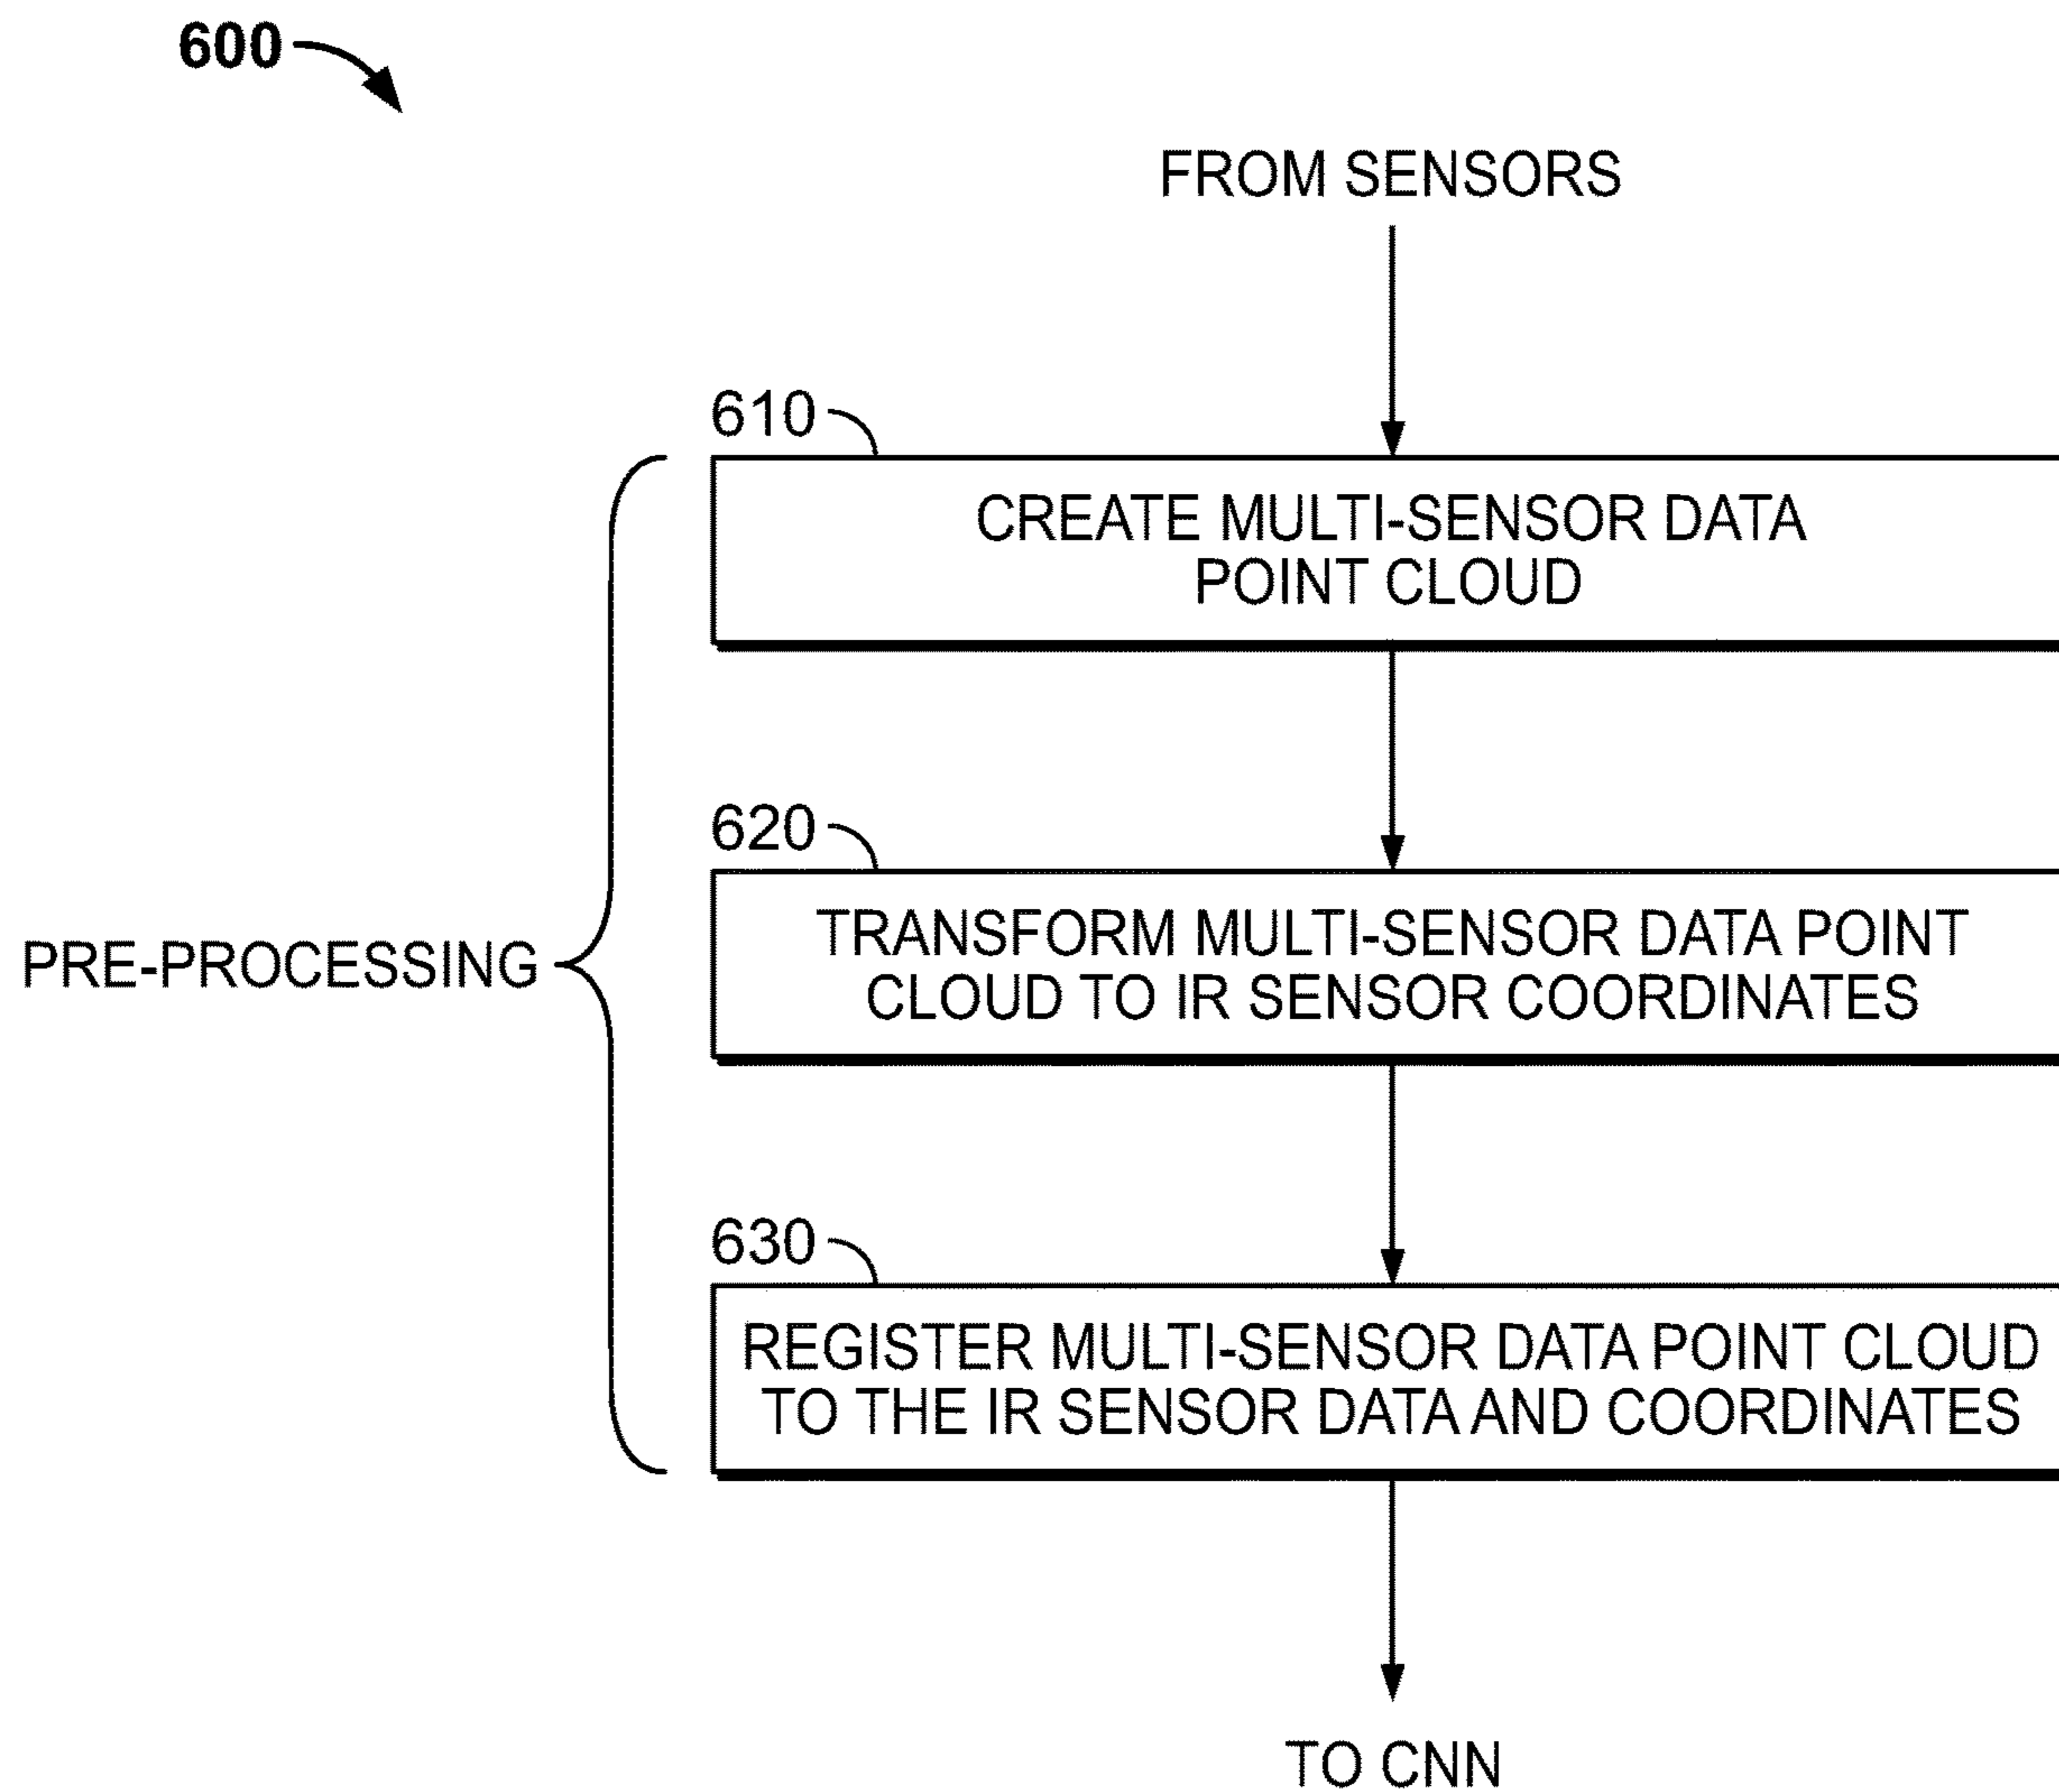 600
FROM SENSORS
610
CREATE MULTI-SENSOR DATA
POINT CLOUD
620
TRANSFORM MULTI-SENSOR DATA POINT
CLOUD TO IR SENSOR COORDINATES
PRE-PROCESSING
630
REGISTER MULTI-SENSOR DATA POINT CLOUD
TO THE IR SENSOR DATA AND COORDINATES
TO CNN